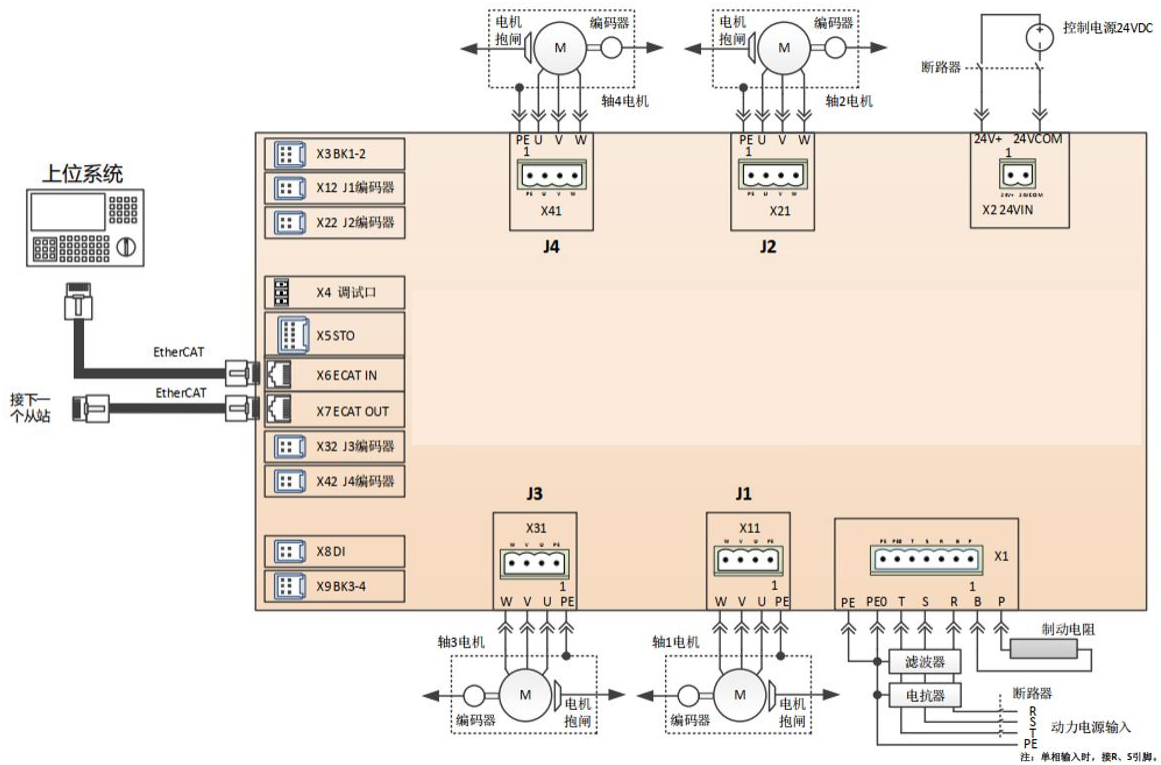 电机
抱闸
M
编码器
轴4电机
PE U V W
1
PE U V W
X41
J4
电机
抱闸
M
编码器
轴2电机
PE U V W
1
PE U V W
X21
J2
控制电源24VDC
断路器
24V+ 24VCOM
1
24V+ 24VCOM
X2 24VIN
上位系统
EtherCAT
EtherCAT
接下一
个从站
X3 BK1-2
X12 J1编码器
X22 J2编码器
X4 调试口
X5 STO
X6 ECAT IN
X7 ECAT OUT
X32 J3编码器
X42 J4编码器
X8 DI
X9 BK3-4
J3
X31
W V U PE
1
W V U PE
轴3电机
M
编码器
电机
抱闸
J1
X11
W V U PE
1
W V U PE
轴1电机
M
编码器
电机
抱闸
PE PE0 T S R B P
X1
1
PE PE0 T S R B P
制动电阻
滤波器
电抗器
断路器
R
S
T
PE
动力电源输入
注：单相输入时，接R、S引脚。